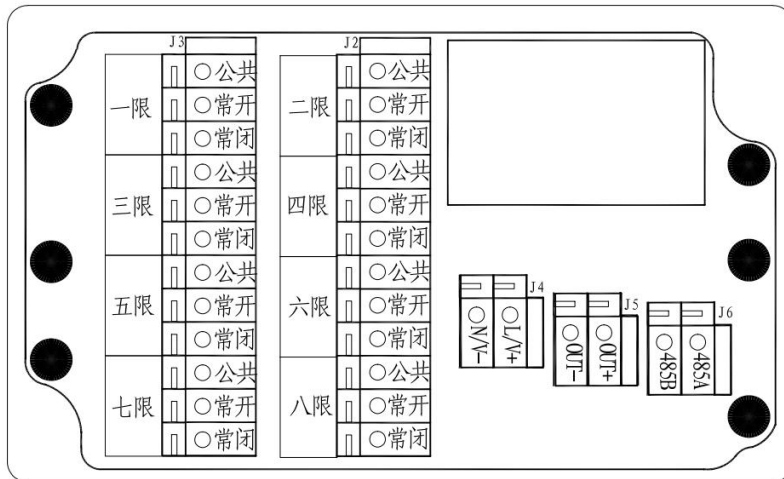 J3
一限
公共
常开
常闭
三限
公共
常开
常闭
五限
公共
常开
常闭
七限
公共
常开
常闭
J2
二限
公共
常开
常闭
四限
公共
常开
常闭
六限
公共
常开
常闭
八限
公共
常开
常闭
J4
N/V-
L/V+
J5
OUT-
OUT+
J6
485B
485A